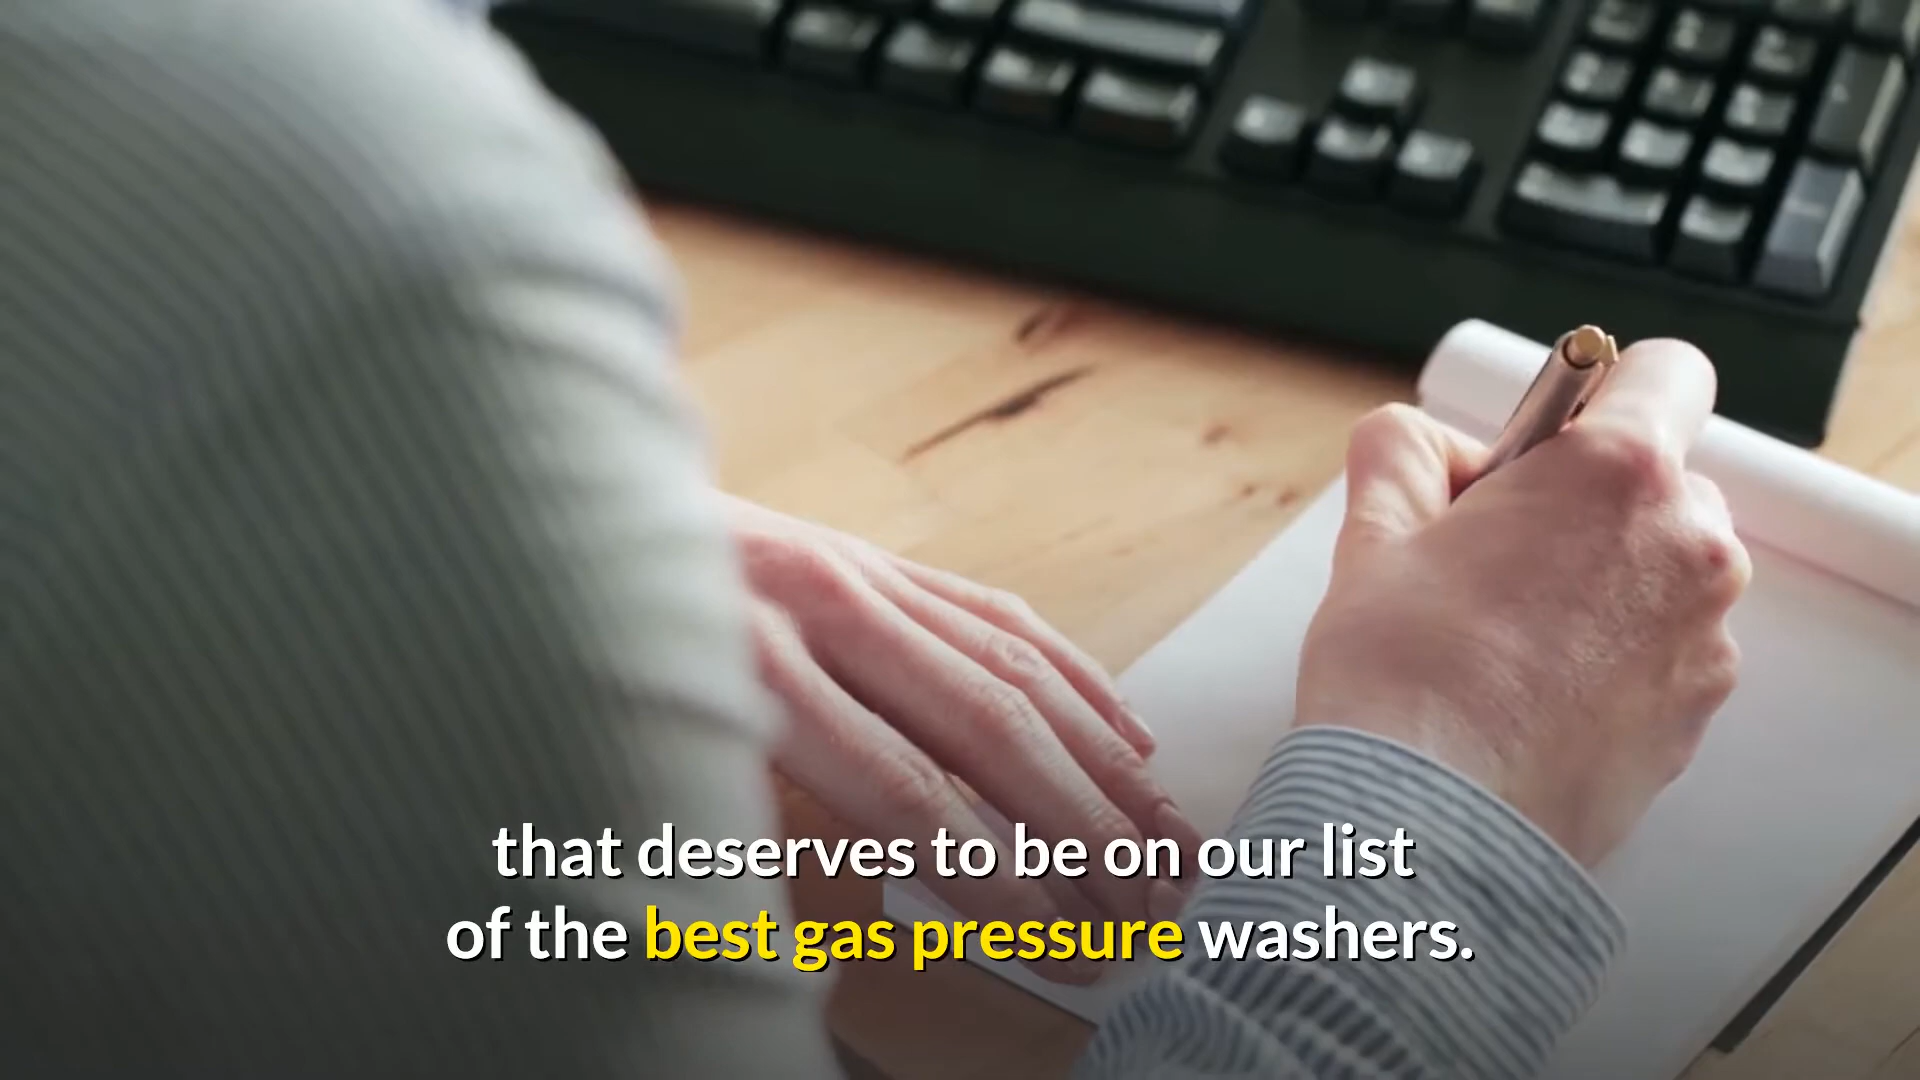 that deserves to be on our list
of the best gas pressure washers.